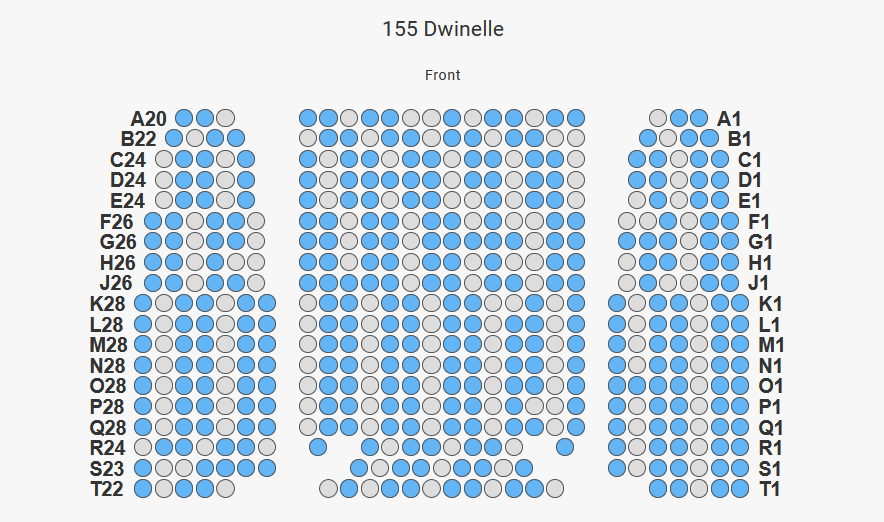 155 Dwinelle
Front
A20 A1
B22 B1
C24 C1
D24 D1
E24 E1
F26 F1
G26 G1
H26 H1
J26 J1
K28 K1
L28 L1
M28 M1
N28 N1
O28 O1
P28 P1
Q28 Q1
R24 R1
S23 S1
T22 T1